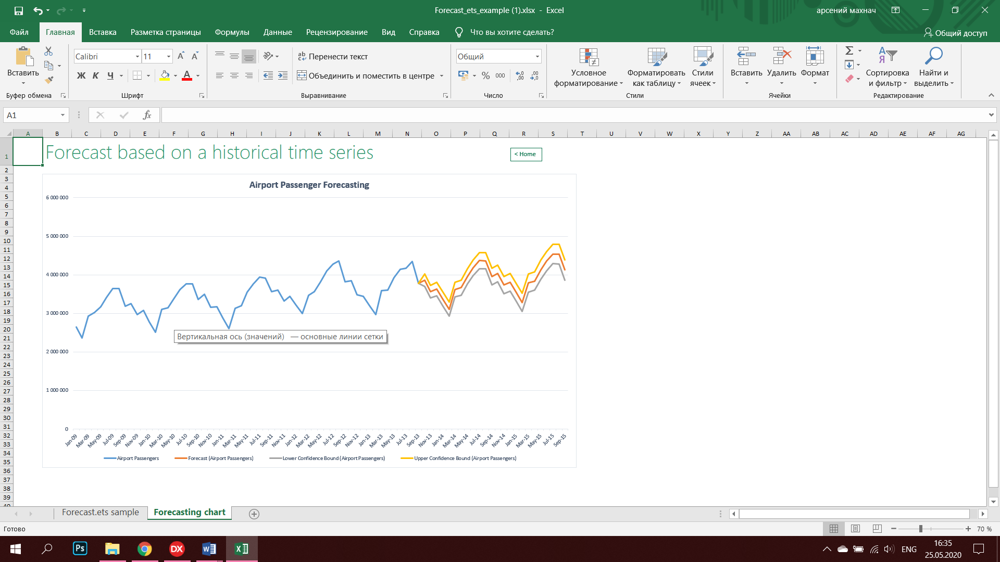 Forecast_ets_example (1).xlsx - Excel
арсений махнач
Файл
Главная
Вставка
Разметка страницы
Формулы
Данные
Рецензирование
Вид
Справка
Что вы хотите сделать?
Общий доступ
Вставить
Буфер обмена
Calibri
11
Ж К Ч
Шрифт
Перенести текст
Объединить и поместить в центре
Выравнивание
Общий
% 000
Число
Условное
форматирование
Форматировать
как таблицу
Стили
ячеек
Стили
Вставить
Удалить
Формат
Ячейки
Сортировка
и фильтр
Найти и
выделить
Редактирование
A1
fx
A B C D E F G H I J K L M N O P Q R S T U V W X Y Z AA AB AC AD AE AF AG
1
2
3
4
5
6
7
8
9
10
11
12
13
14
15
16
17
18
19
20
21
22
23
24
25
26
27
28
29
30
31
32
33
34
35
36
37
38
39
40
Forecast based on a historical time series
< Home
Airport Passenger Forecasting
6 000 000
5 000 000
4 000 000
3 000 000
2 000 000
1 000 000
0
Вертикальная ось (значений) — основные линии сетки
Jan-09 Mar-09 May-09 Jul-09 Sep-09 Nov-09 Jan-10 Mar-10 May-10 Jul-10 Sep-10 Nov-10 Jan-11 Mar-11 May-11 Jul-11 Sep-11 Nov-11 Jan-12 Mar-12 May-12 Jul-12 Sep-12 Nov-12 Jan-13 Mar-13 May-13 Jul-13 Sep-13 Nov-13 Jan-14 Mar-14 May-14 Jul-14 Sep-14 Nov-14 Jan-15 Mar-15 May-15 Jul-15 Sep-15
Airport Passengers
Forecast (Airport Passengers)
Lower Confidence Bound (Airport Passengers)
Upper Confidence Bound (Airport Passengers)
Forecast.ets sample
Forecasting chart
Готово
70 %
Ps
DX
ENG
16:35
25.05.2020